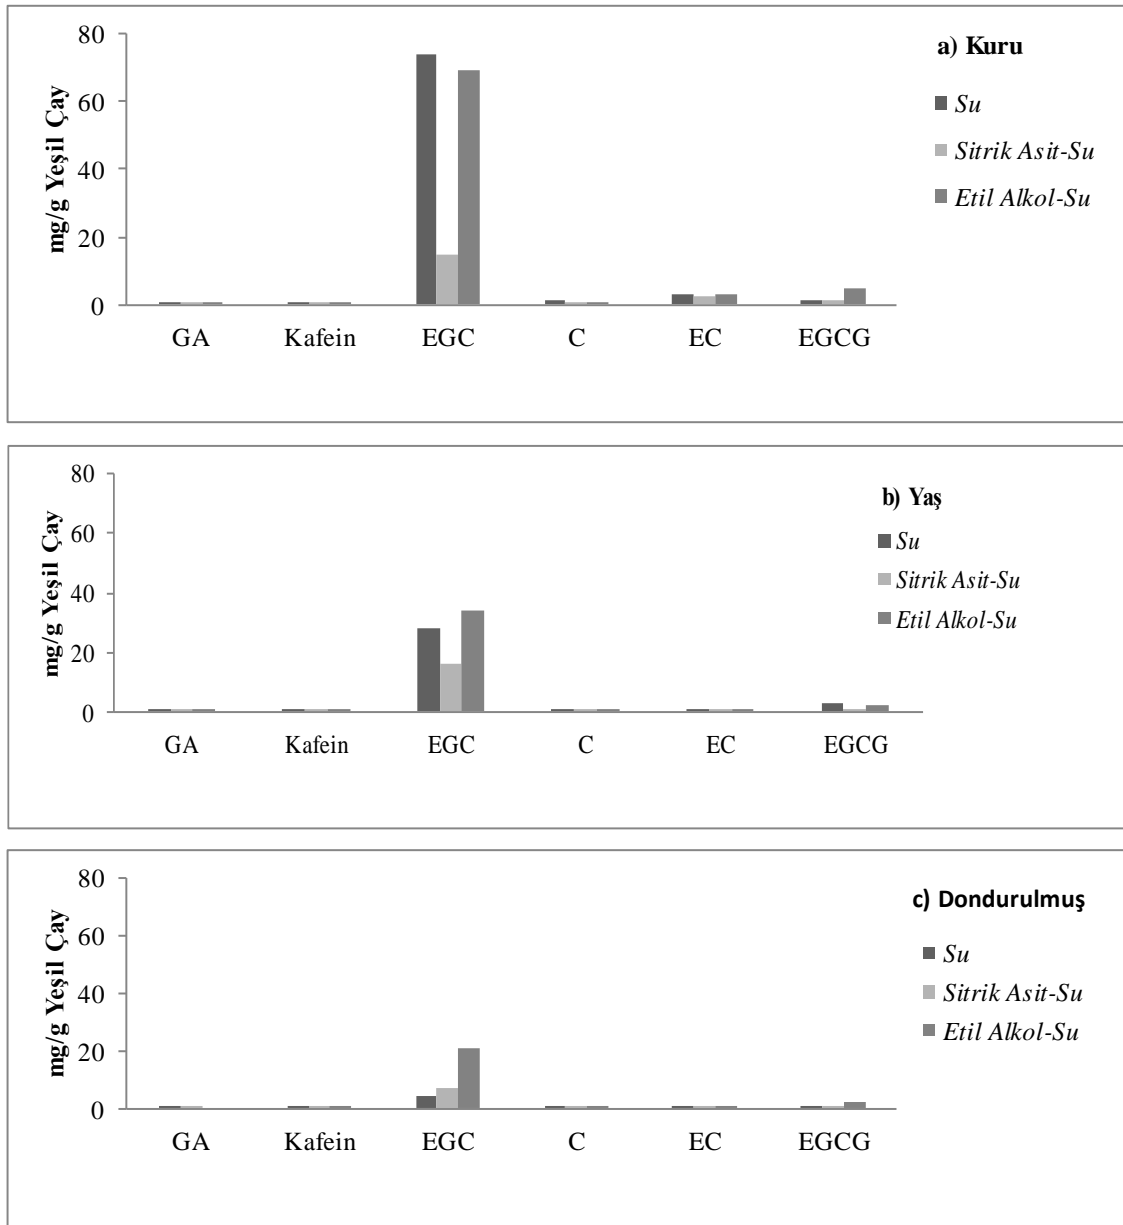 80
60
40
20
0
mg/g Yeşil Çay
GA Kafein EGC C EC EGCG
a) Kuru
Su
Sitrik Asit-Su
Etil Alkol-Su
80
60
40
20
0
mg/g Yeşil Çay
GA Kafein EGC C EC EGCG
b) Yaş
Su
Sitrik Asit-Su
Etil Alkol-Su
80
60
40
20
0
mg/g Yeşil Çay
GA Kafein EGC C EC EGCG
c) Dondurulmuş
Su
Sitrik Asit-Su
Etil Alkol-Su